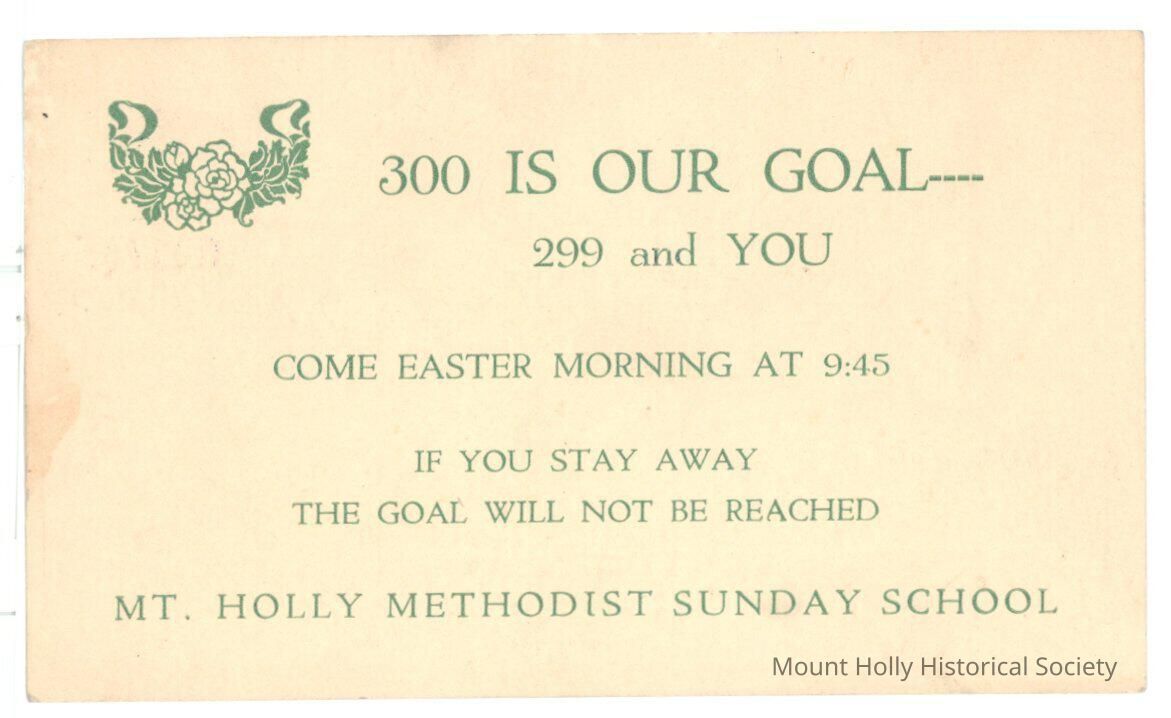 300 IS OUR GOAL----
299 and YOU
COME EASTER MORNING AT 9:45
IF YOU STAY AWAY
THE GOAL WILL NOT BE REACHED
MT. HOLLY METHODIST SUNDAY SCHOOL
Mount Holly Historical Society